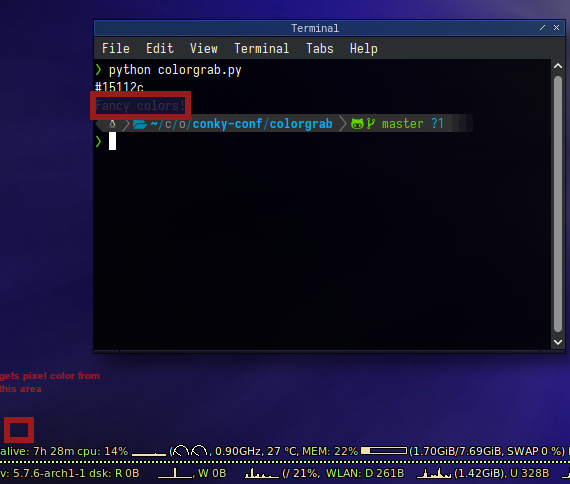 Terminal
File Edit View Terminal Tabs Help
❯ python colorgrab.py
#15112c
Fancy colors!
~/c/o/conky-conf/colorgrab master ?1
❯
gets pixel color from
this area
alive: 7h 28m cpu: 14% (, 0.90GHz, 27 °C, MEM: 22% (1.70GiB/7.69GiB, SWAP 0 %)
v: 5.7.6-arch1-1 dsk: R 0B , W 0B (/ 21%, WLAN: D 261B (1.42GiB), U 328B